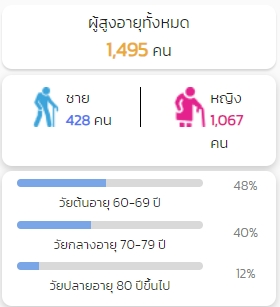 ผู้สูงอายุทั้งหมด
1,495 คน
ชาย
428 คน
หญิง
1,067
คน
48%
วัยต้นอายุ 60-69 ปี
40%
วัยกลางอายุ 70-79 ปี
12%
วัยปลายอายุ 80 ปีขึ้นไป